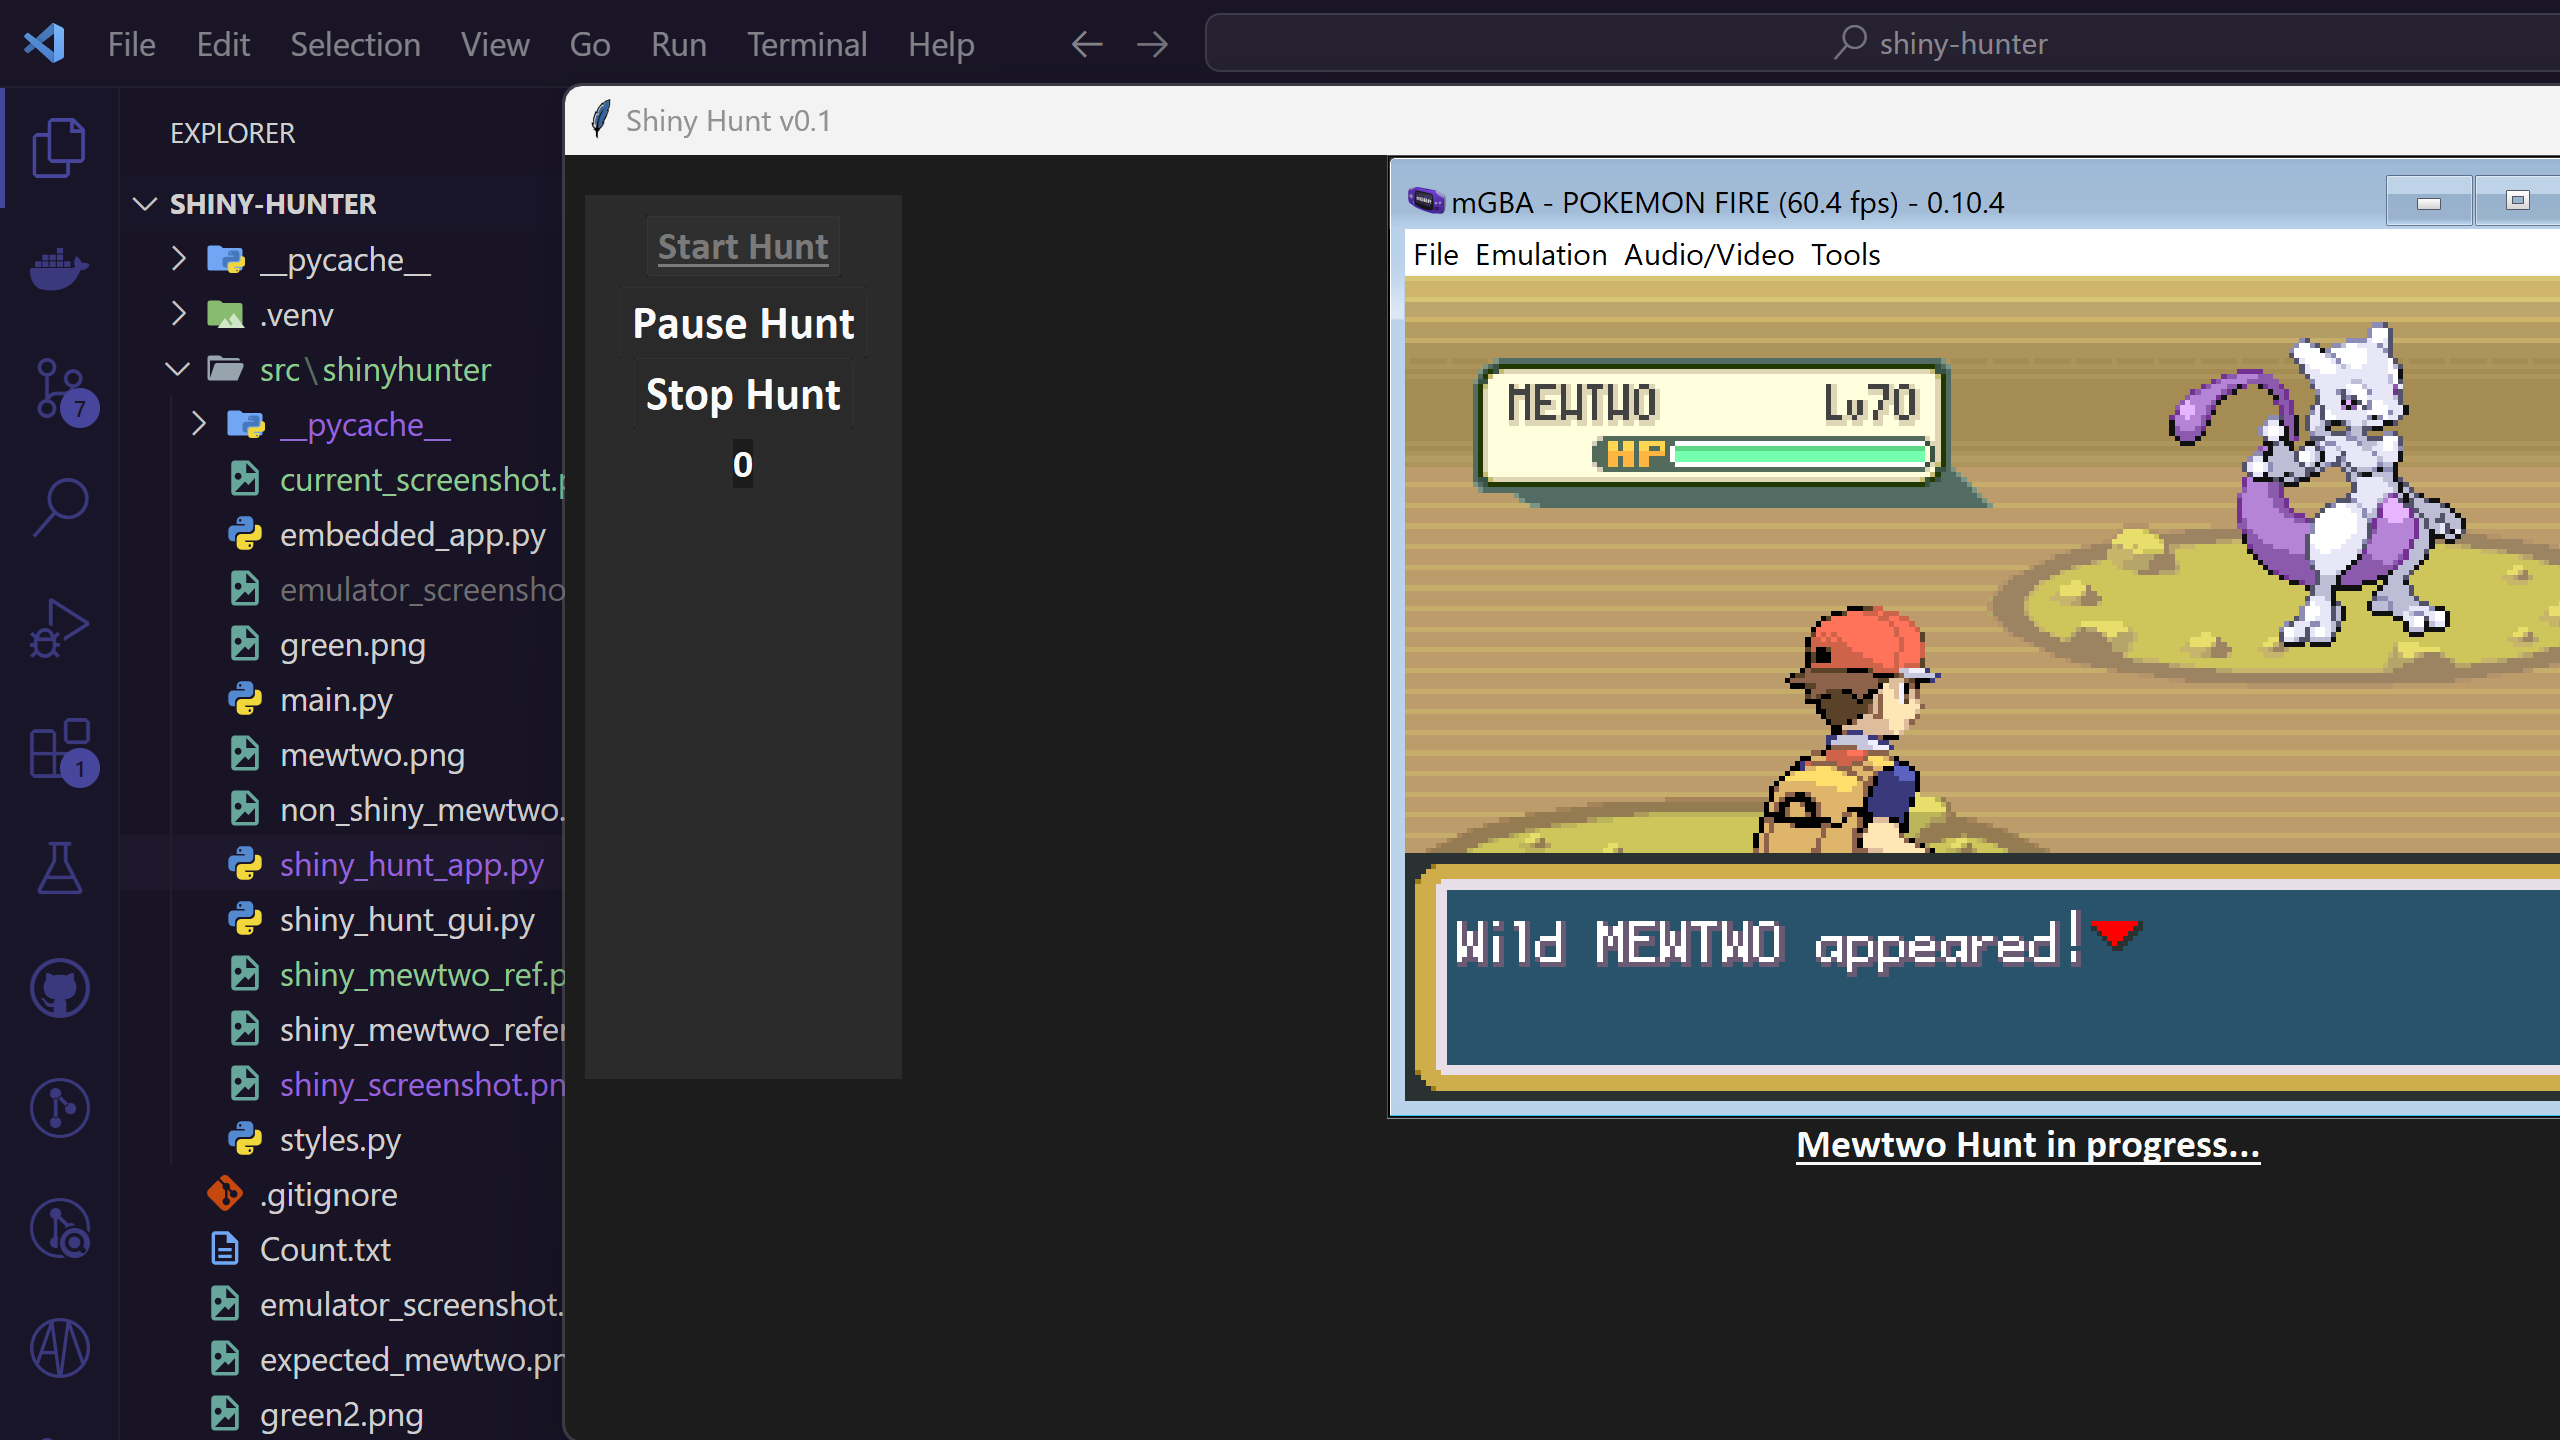 File Edit Selection View Go Run Terminal Help
shiny-hunter
EXPLORER
SHINY-HUNTER
__pycache__
.venv
src\shinyhunter
__pycache__
current_screenshot.p
embedded_app.py
emulator_screensho
green.png
main.py
mewtwo.png
non_shiny_mewtwo.
shiny_hunt_app.py
shiny_hunt_gui.py
shiny_mewtwo_ref.p
shiny_mewtwo_refer
shiny_screenshot.pn
styles.py
.gitignore
Count.txt
emulator_screenshot.
expected_mewtwo.pn
green2.png
7
1
Shiny Hunt v0.1
Start Hunt
Pause Hunt
Stop Hunt
0
mGBA - POKEMON FIRE (60.4 fps) - 0.10.4
File Emulation Audio/Video Tools
MEWTWO Lv70
HP
Wild MEWTWO appeared!
Mewtwo Hunt in progress...